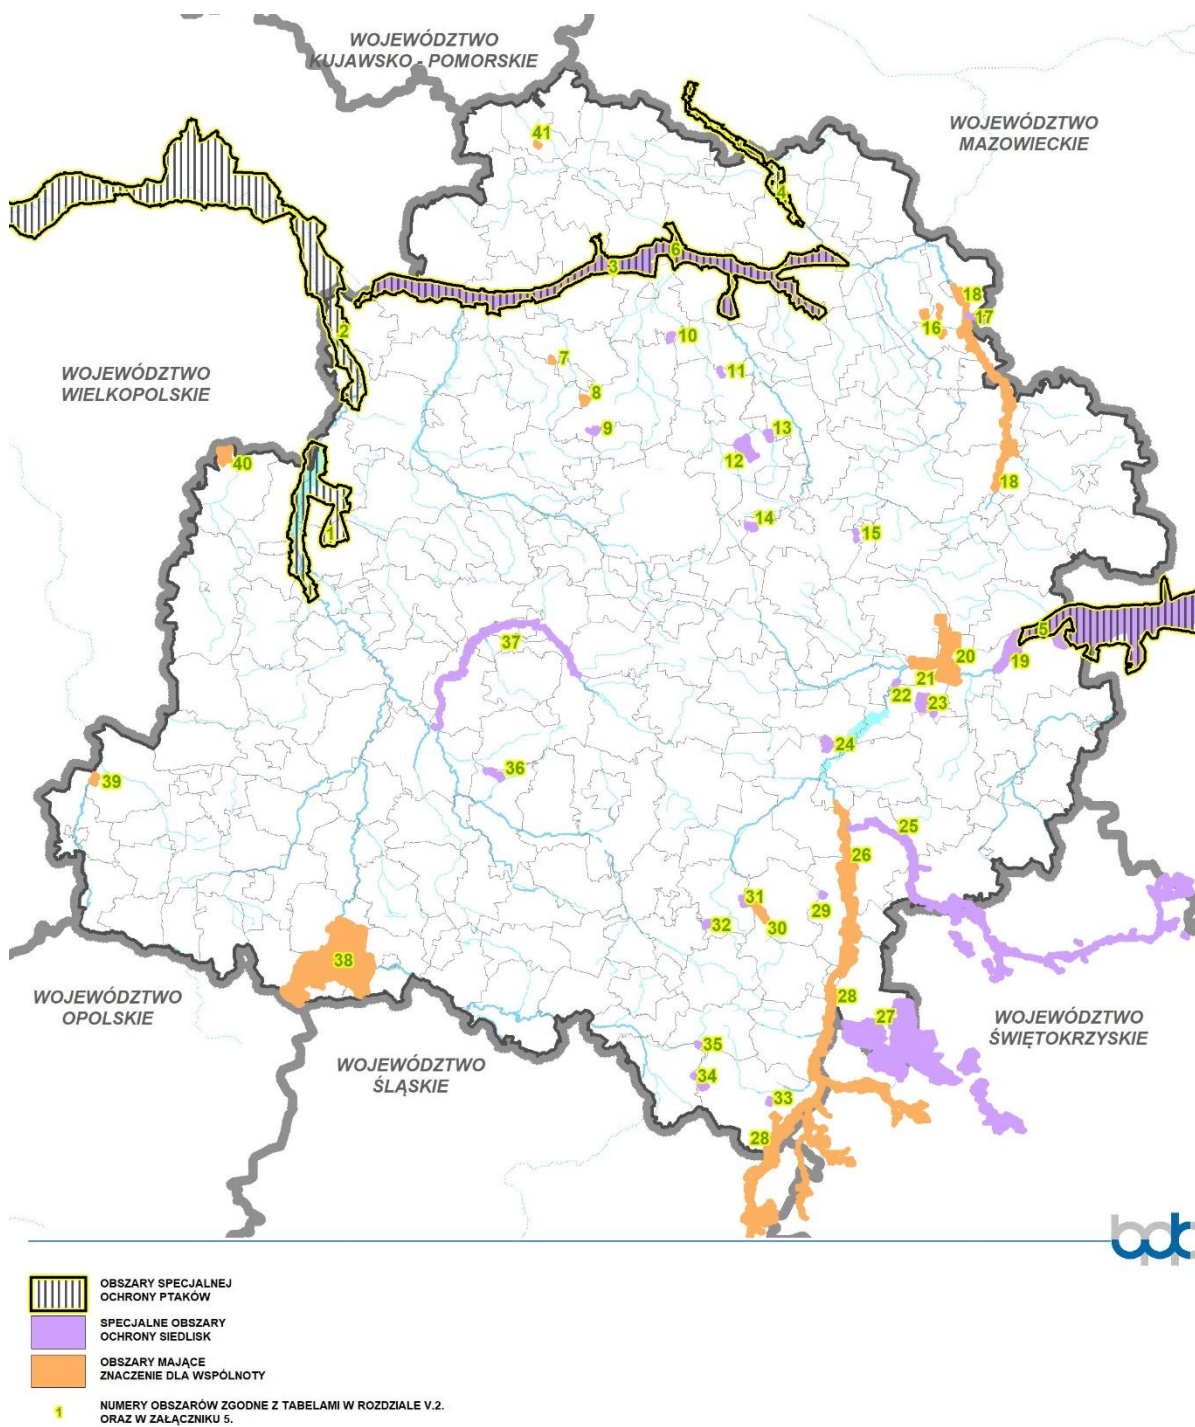 WOJEWÓDZTWO
KUJAWSKO - POMORSKIE
WOJEWÓDZTWO
MAZOWIECKIE
41
4
6
3
18
17
16
2
10
7
11
8
WOJEWÓDZTWO
WIELKOPOLSKIE
9
13
12
40
18
14
15
1
5
37
20
19
21
22
23
24
36
39
25
26
31
29
32
30
38
28
27
WOJEWÓDZTWO
OPOLSKIE
WOJEWÓDZTWO
ŚWIĘTOKRZYSKIE
35
WOJEWÓDZTWO
ŚLĄSKIE
34
33
28
bpp
OBSZARY SPECJALNEJ
OCHRONY PTAKÓW
SPECJALNE OBSZARY
OCHRONY SIEDLISK
OBSZARY MAJĄCE
ZNACZENIE DLA WSPÓLNOTY
1
NUMERY OBSZARÓW ZGODNE Z TABELAMI W ROZDZIALE V.2.
ORAZ W ZAŁĄCZNIKU 5.